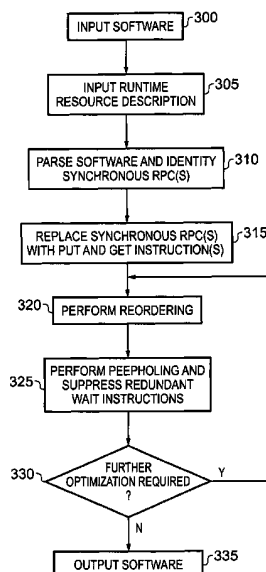 INPUT SOFTWARE
300
INPUT RUNTIME
RESOURCE DESCRIPTION
305
PARSE SOFTWARE AND IDENTITY
SYNCHRONOUS RPC(S)
310
REPLACE SYNCHRONOUS RPC(S)
WITH PUT AND GET INSTRUCTION(S)
315
320
PERFORM REORDERING
325
PERFORM PEEPHOLING AND
SUPPRESS REDUNDANT
WAIT INSTRUCTIONS
330
FURTHER
OPTIMIZATION REQUIRED
?
Y
N
OUTPUT SOFTWARE
335